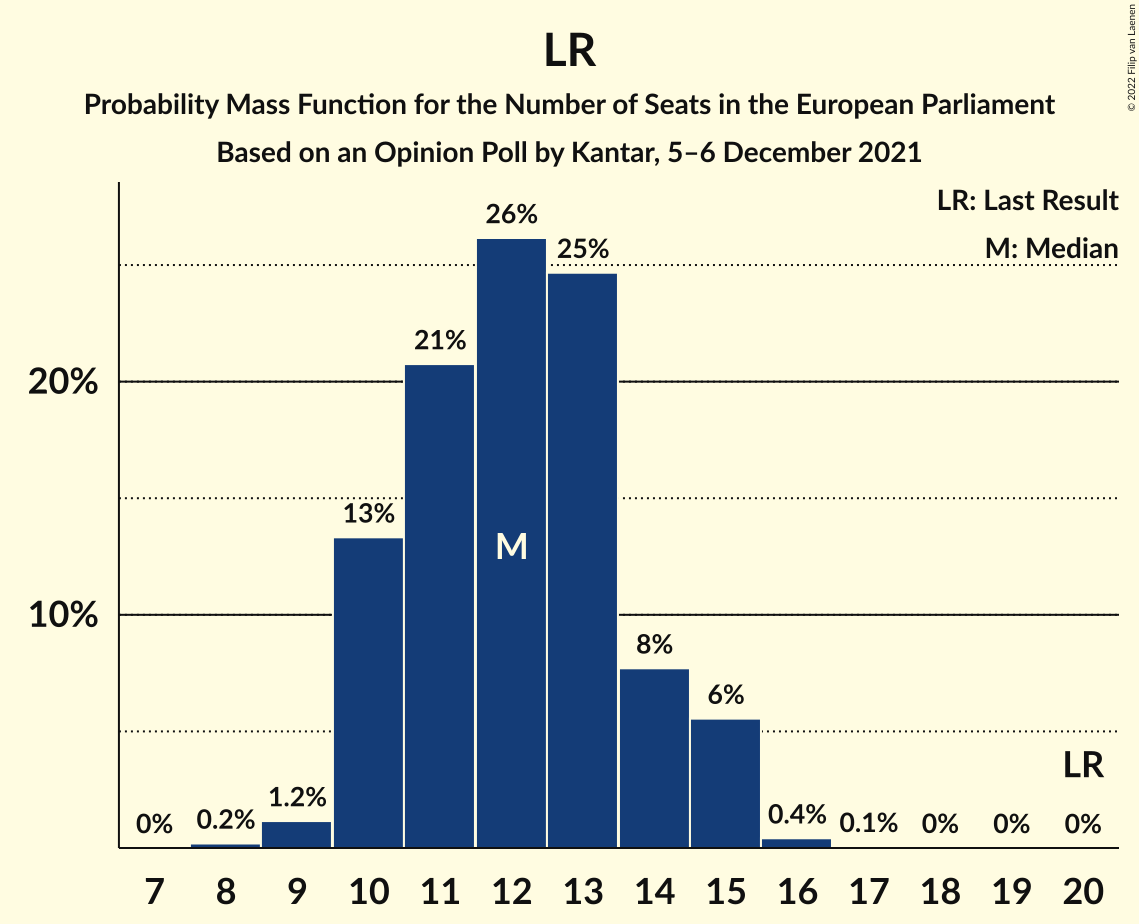 LR
Probability Mass Function for the Number of Seats in the European Parliament
Based on an Opinion Poll by Kantar, 5–6 December 2021
© 2022 Filip van Laenen
LR: Last Result
M: Median
26%
25%
21%
20%
13%
M
10%
8%
6%
LR
0%
0.2%
1.2%
0.4%
0.1%
0%
0%
0%
7 8 9 10 11 12 13 14 15 16 17 18 19 20